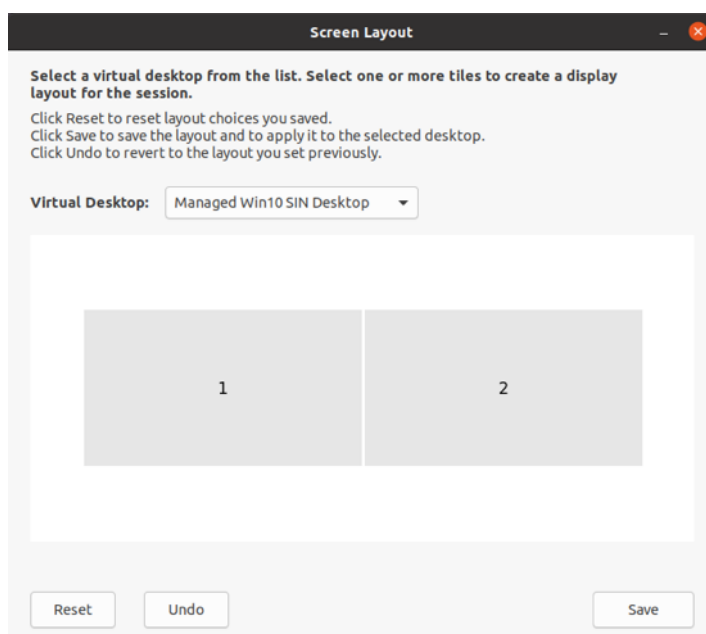 Screen Layout
Select a virtual desktop from the list. Select one or more tiles to create a display
layout for the session.
Click Reset to reset layout choices you saved.
Click Save to save the layout and to apply it to the selected desktop.
Click Undo to revert to the layout you set previously.
Virtual Desktop: Managed Win10 SIN Desktop
1 2
Reset Undo Save